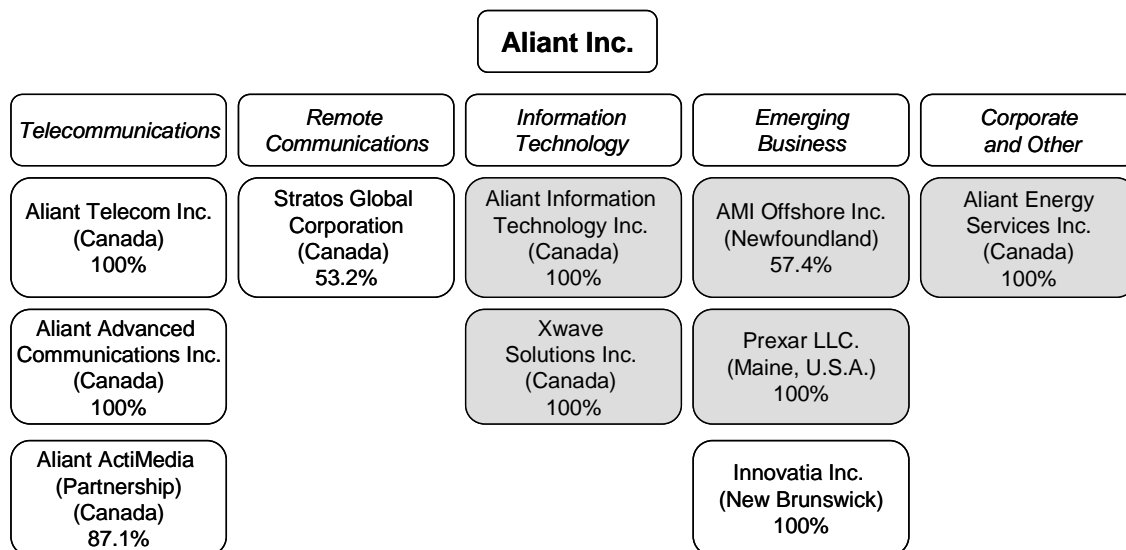 Aliant Inc.
Telecommunications
Remote
Communications
Information
Technology
Emerging
Business
Corporate
and Other
Aliant Telecom Inc.
(Canada)
100%
Stratos Global
Corporation
(Canada)
53.2%
Aliant Information
Technology Inc.
(Canada)
100%
AMI Offshore Inc.
(Newfoundland)
57.4%
Aliant Energy
Services Inc.
(Canada)
100%
Aliant Advanced
Communications Inc.
(Canada)
100%
Xwave
Solutions Inc.
(Canada)
100%
Prexar LLC.
(Maine, U.S.A.)
100%
Aliant ActiMedia
(Partnership)
(Canada)
87.1%
Innovatia Inc.
(New Brunswick)
100%